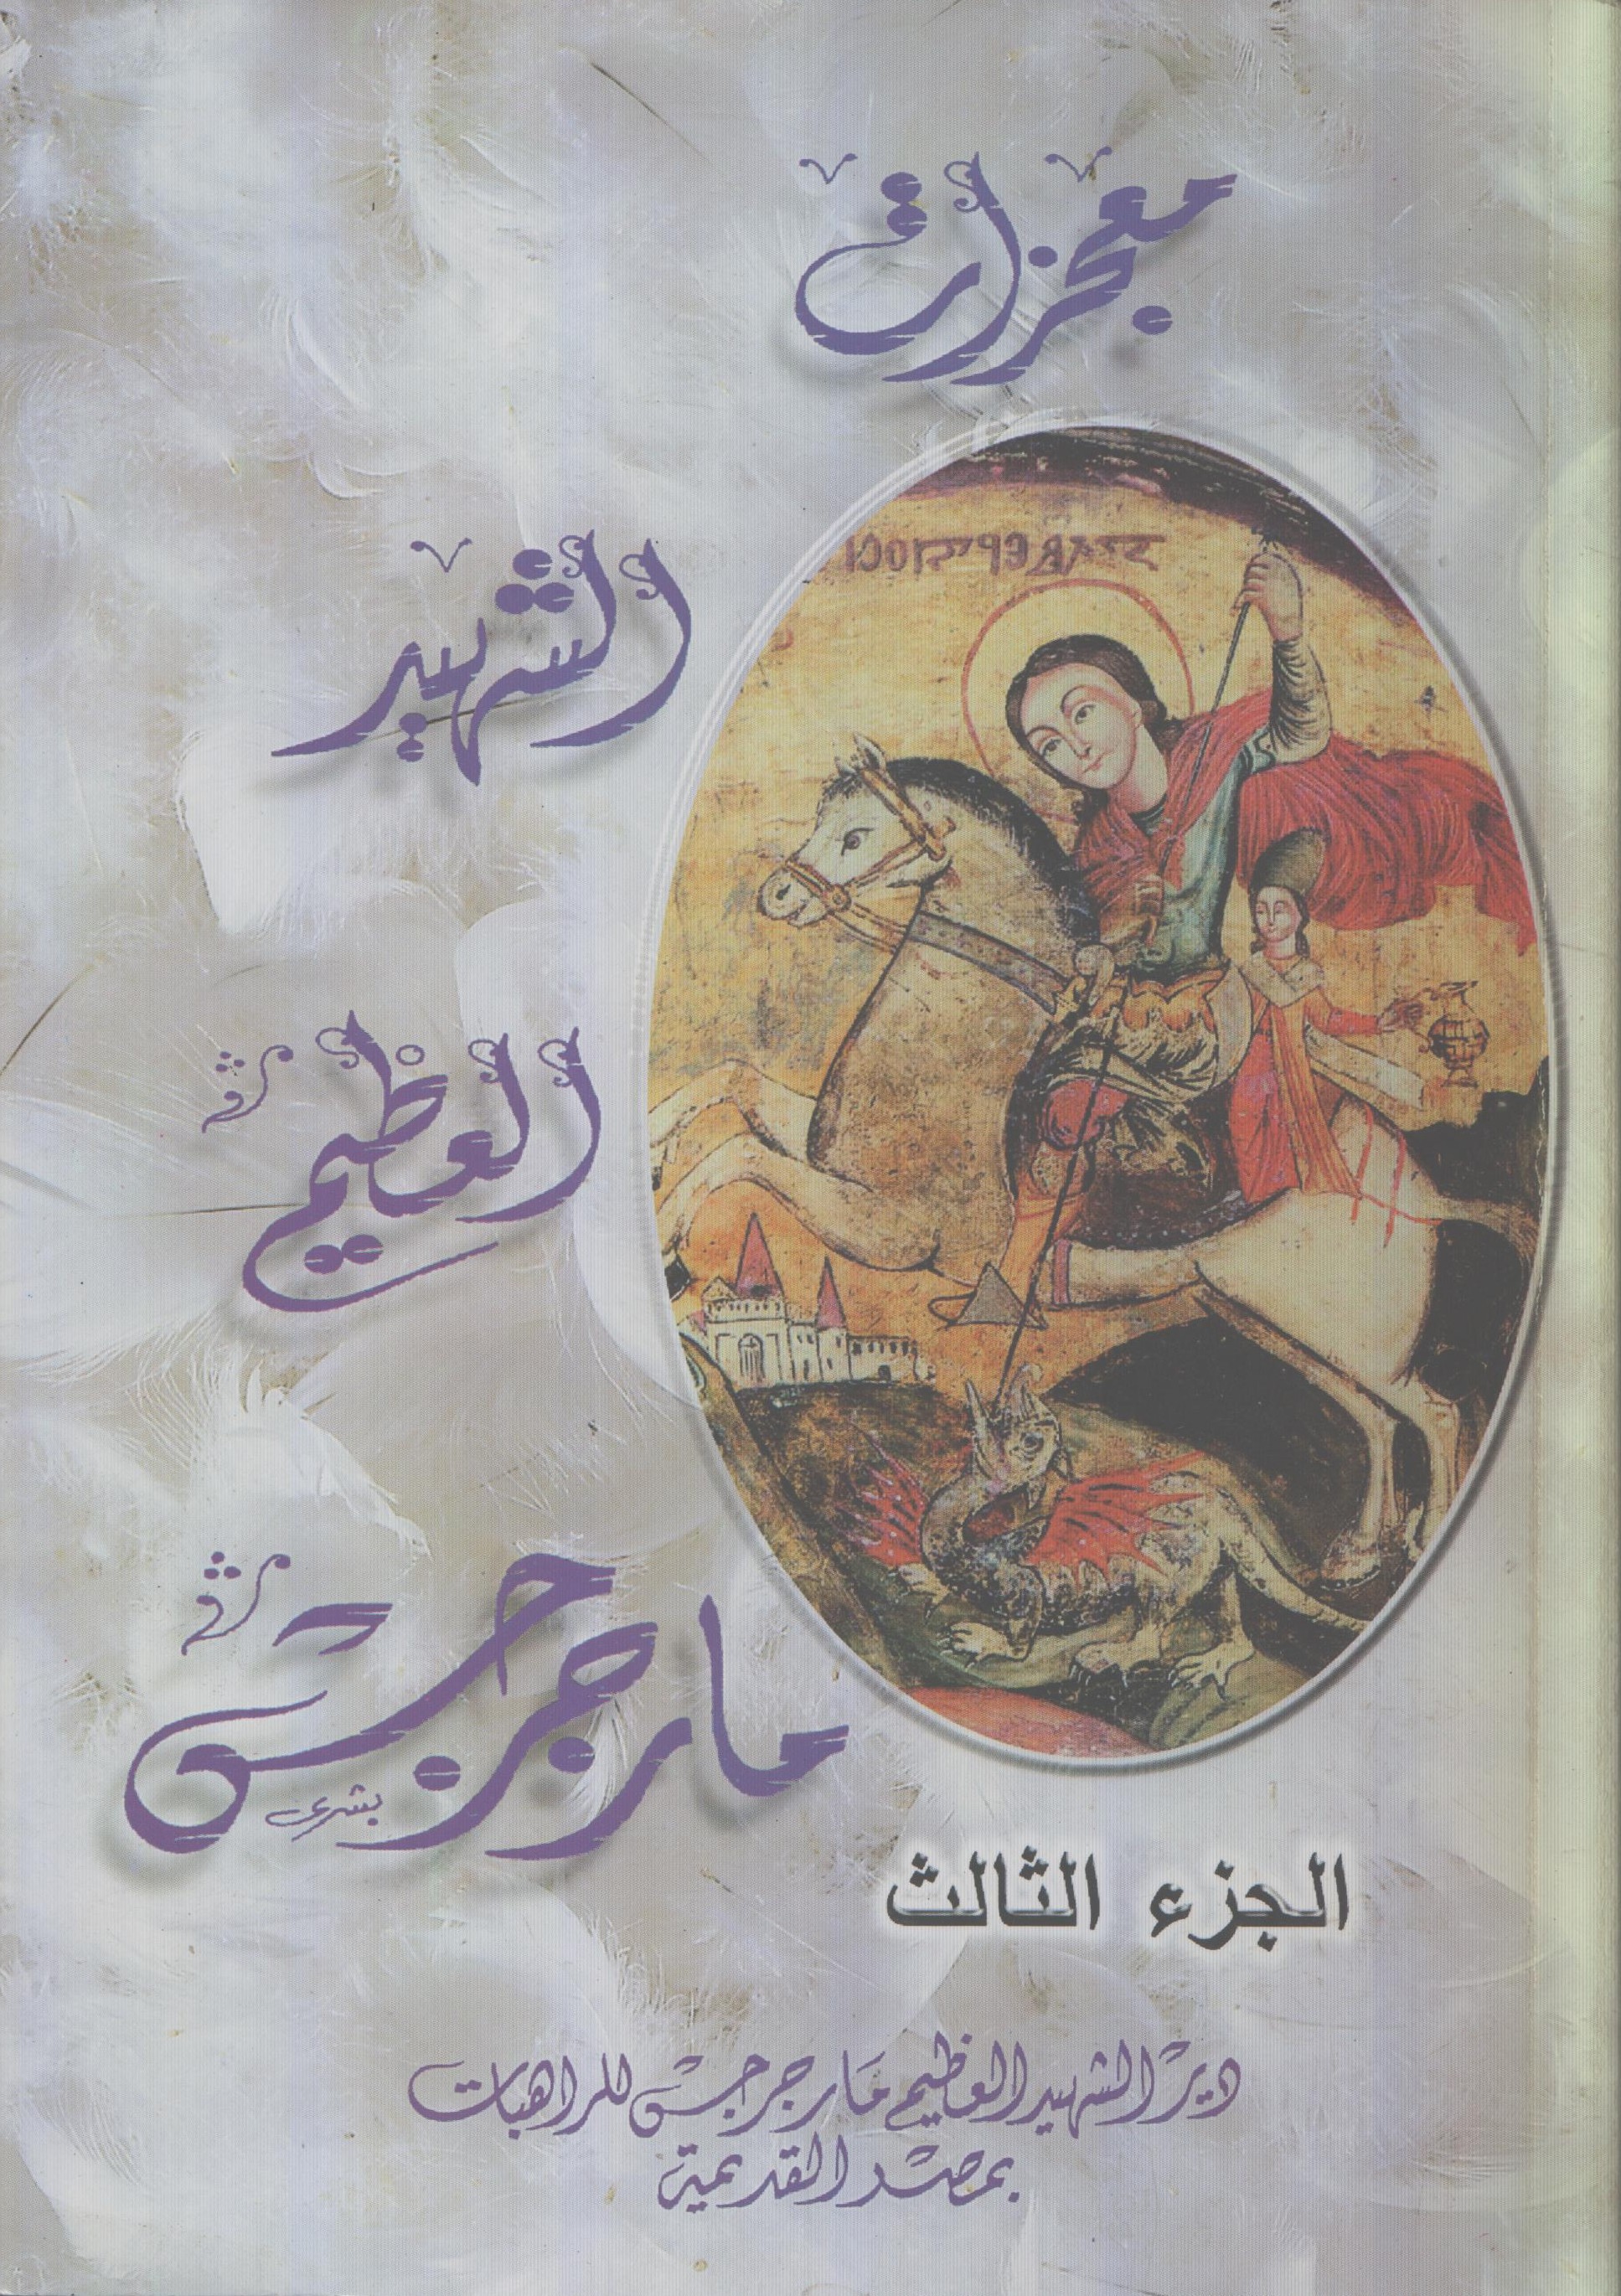 معجزات
الشهيد
العظيم
مارجرجس
بشرى
الجزء الثالث
دير الشهيد العظيم مارجرجس للراهبات
بمصر القديمة